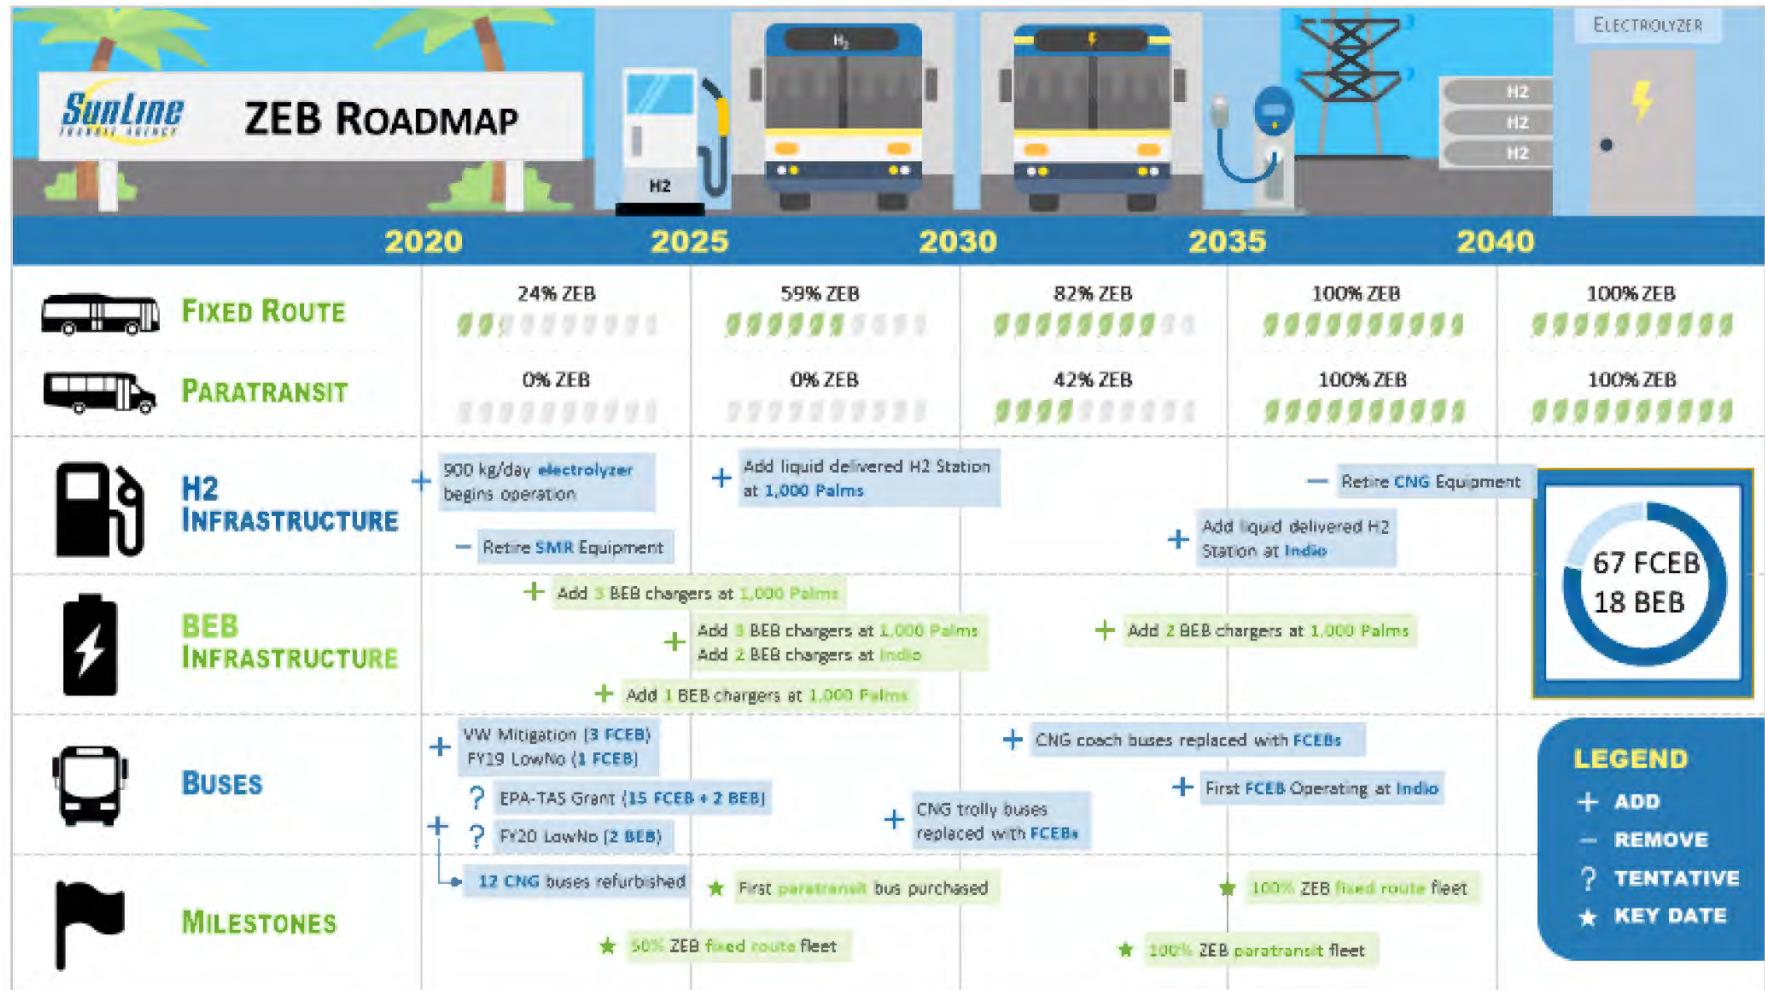 SunLine
TRANSIT AGENCY
ZEB ROADMAP
H2
H2
H2
H2
H2
ELECTROLYZER
2020 2025 2030 2035 2040
FIXED ROUTE
24% ZEB 59% ZEB 82% ZEB 100% ZEB 100% ZEB
PARATRANSIT
0% ZEB 0% ZEB 42% ZEB 100% ZEB 100% ZEB
H2
INFRASTRUCTURE
+ 900 kg/day electrolyzer
begins operation
− Retire SMR Equipment
+ Add liquid delivered H2 Station
at 1,000 Palms
− Retire CNG Equipment
+ Add liquid delivered H2
Station at Indio
67 FCEB
18 BEB
BEB
INFRASTRUCTURE
+ Add 3 BEB chargers at 1,000 Palms
+ Add 3 BEB chargers at 1,000 Palms
Add 2 BEB chargers at Indio
+ Add 1 BEB chargers at 1,000 Palms
+ Add 2 BEB chargers at 1,000 Palms
BUSES
+ VW Mitigation (3 FCEB)
FY19 LowNo (1 FCEB)
? EPA-TAS Grant (15 FCEB + 2 BEB)
+ ? FY20 LowNo (2 BEB)
12 CNG buses refurbished
+ CNG trolly buses
replaced with FCEBs
+ CNG coach buses replaced with FCEBs
+ First FCEB Operating at Indio
MILESTONES
★ First paratransit bus purchased
★ 50% ZEB fixed route fleet
★ 100% ZEB fixed route fleet
★ 100% ZEB paratransit fleet
LEGEND
+ ADD
− REMOVE
? TENTATIVE
★ KEY DATE